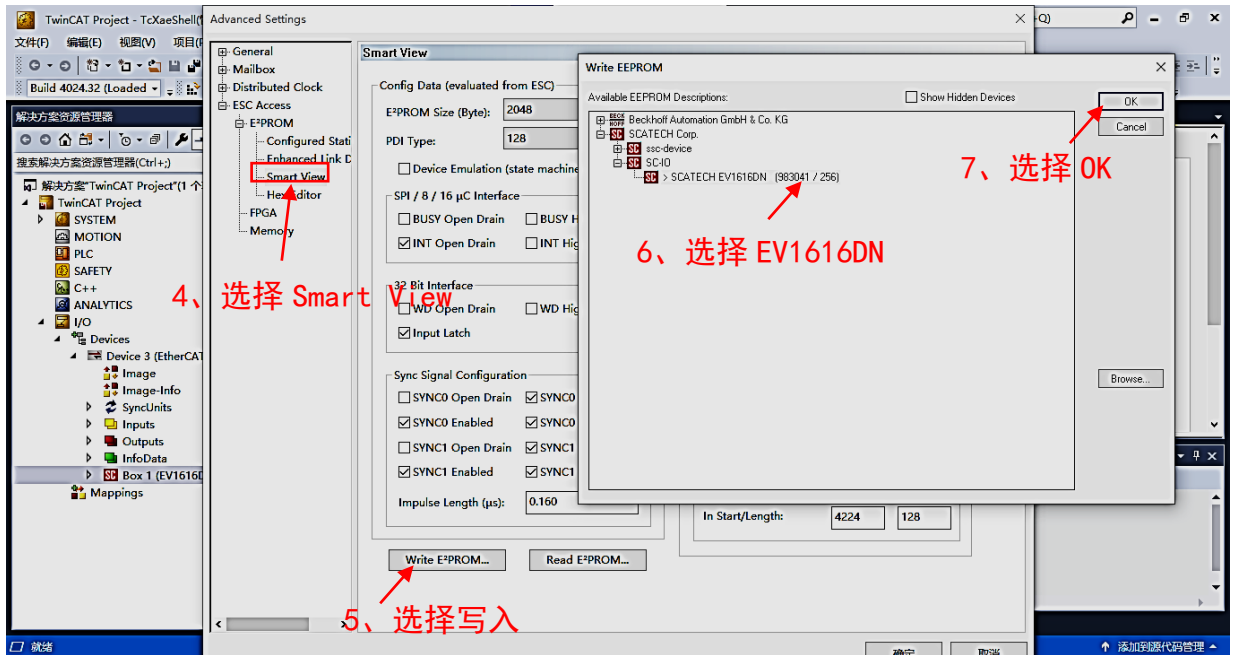 TwinCAT Project - TcXaeShell(
文件(F) 编辑(E) 视图(V) 项目(
Build 4024.32 (Loaded
解决方案资源管理器
搜索解决方案资源管理器(Ctrl+;)
解决方案"TwinCAT Project"(1 个
TwinCAT Project
SYSTEM
MOTION
PLC
SAFETY
C++
ANALYTICS
I/O
Devices
Device 3 (EtherCAT
Image
Image-Info
SyncUnits
Inputs
Outputs
InfoData
Box 1 (EV1616D
Mappings
就绪
添加到源代码管理
Advanced Settings
General
Mailbox
Distributed Clock
ESC Access
E²PROM
Configured Stati
Enhanced Link D
Smart View
Hex Editor
FPGA
Memory
4、选择 Smart View
Smart View
Config Data (evaluated from ESC)
E²PROM Size (Byte): 2048
PDI Type: 128
Device Emulation (state machine
SPI / 8 / 16 µC Interface
BUSY Open Drain BUSY H
INT Open Drain INT Hig
32 Bit Interface
WD Open Drain WD Hig
Input Latch
Sync Signal Configuration
SYNC0 Open Drain SYNC0
SYNC0 Enabled SYNC0
SYNC1 Open Drain SYNC1
SYNC1 Enabled SYNC1
Impulse Length (µs): 0.160
In Start/Length: 4224 128
Write E²PROM... Read E²PROM...
5、选择写入
确定 取消
Write EEPROM
Available EEPROM Descriptions: Show Hidden Devices
OK
Cancel
Browse...
BECKHOFF Beckhoff Automation GmbH & Co. KG
SC SCATECH Corp.
SC ssc-device
SC SC-IO
SC > SCATECH EV1616DN (983041 / 256)
6、选择 EV1616DN
7、选择 OK